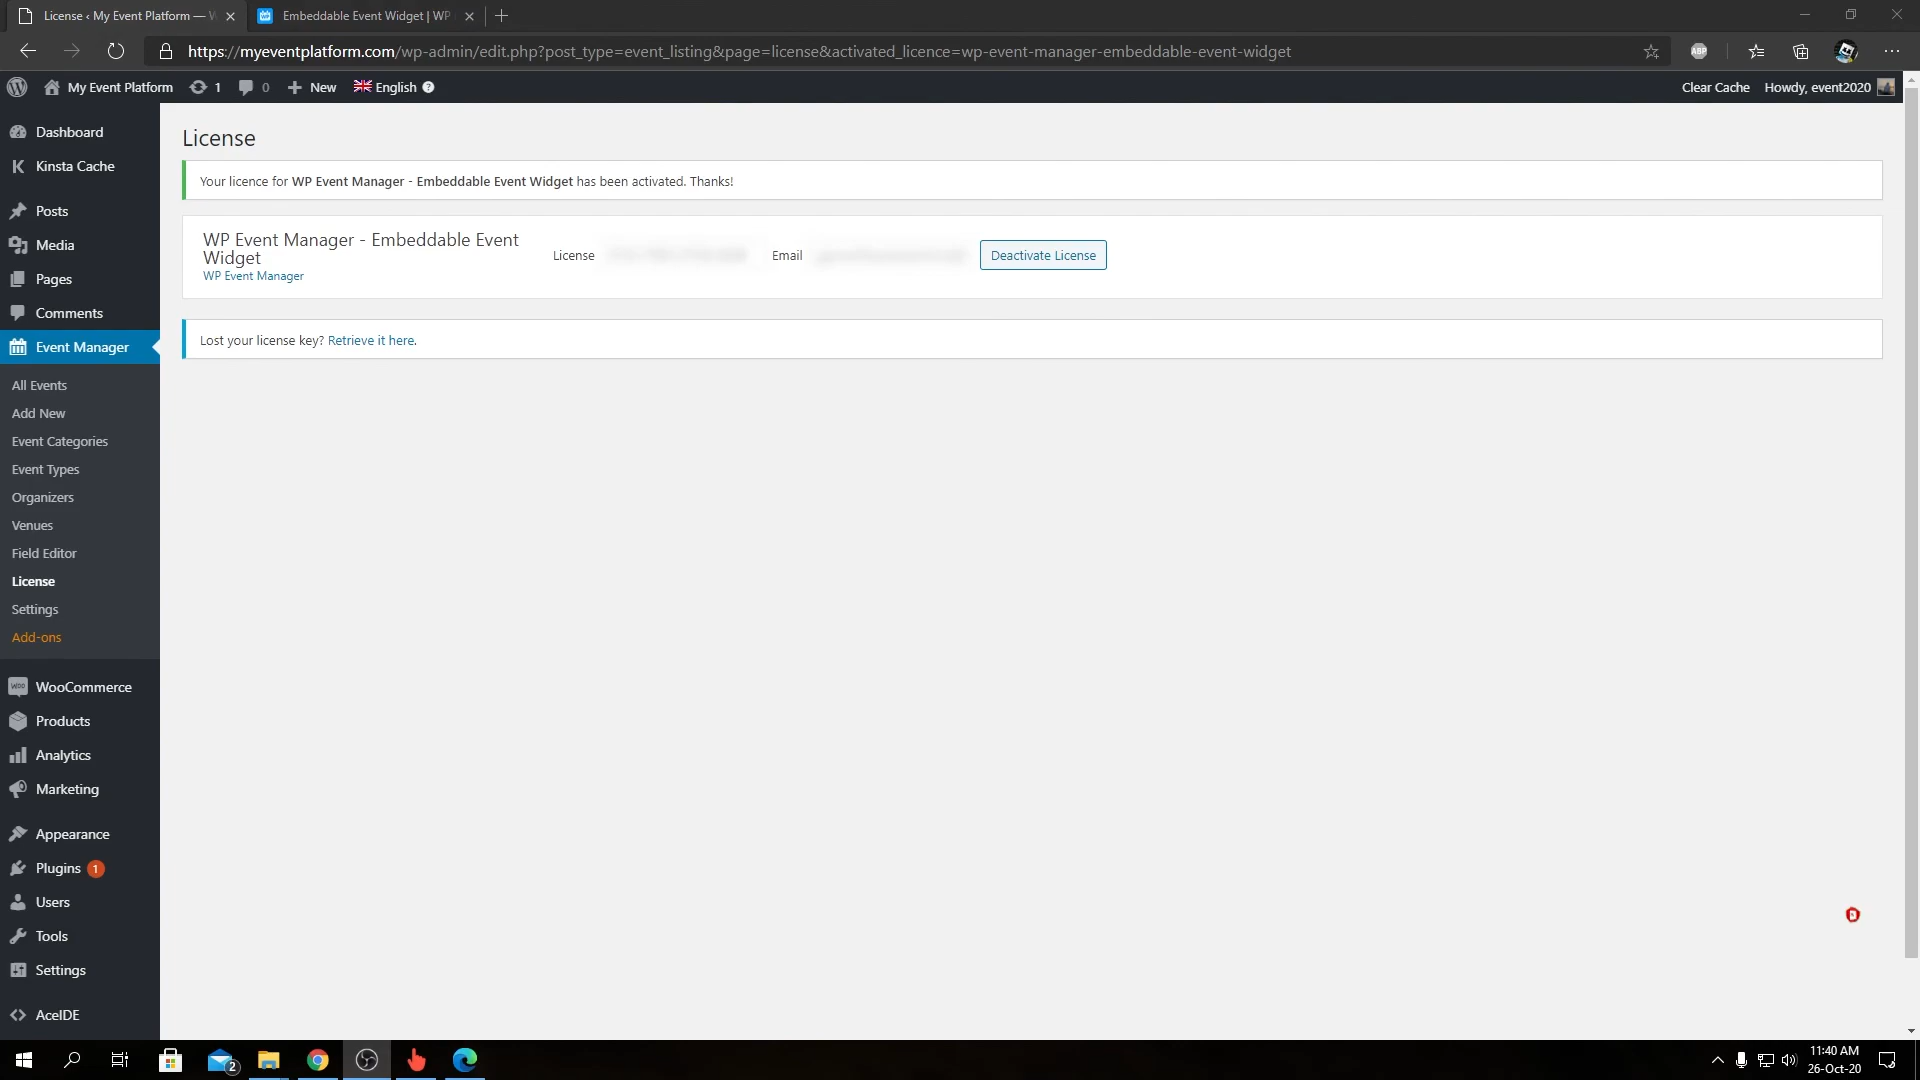 License ‹ My Event Platform — W
Embeddable Event Widget | WP
https://myeventplatform.com/wp-admin/edit.php?post_type=event_listing&page=license&activated_licence=wp-event-manager-embeddable-event-widget
ABP
My Event Platform
1
0
New
English
Clear Cache
Howdy, event2020
Dashboard
Kinsta Cache
Posts
Media
Pages
Comments
Event Manager
All Events
Add New
Event Categories
Event Types
Organizers
Venues
Field Editor
License
Settings
Add-ons
WooCommerce
Products
Analytics
Marketing
Appearance
Plugins 1
Users
Tools
Settings
AceIDE
License
Your licence for WP Event Manager - Embeddable Event Widget has been activated. Thanks!
WP Event Manager - Embeddable Event
Widget
WP Event Manager
License
Email
Deactivate License
Lost your license key? Retrieve it here.
2
11:40 AM
26-Oct-20